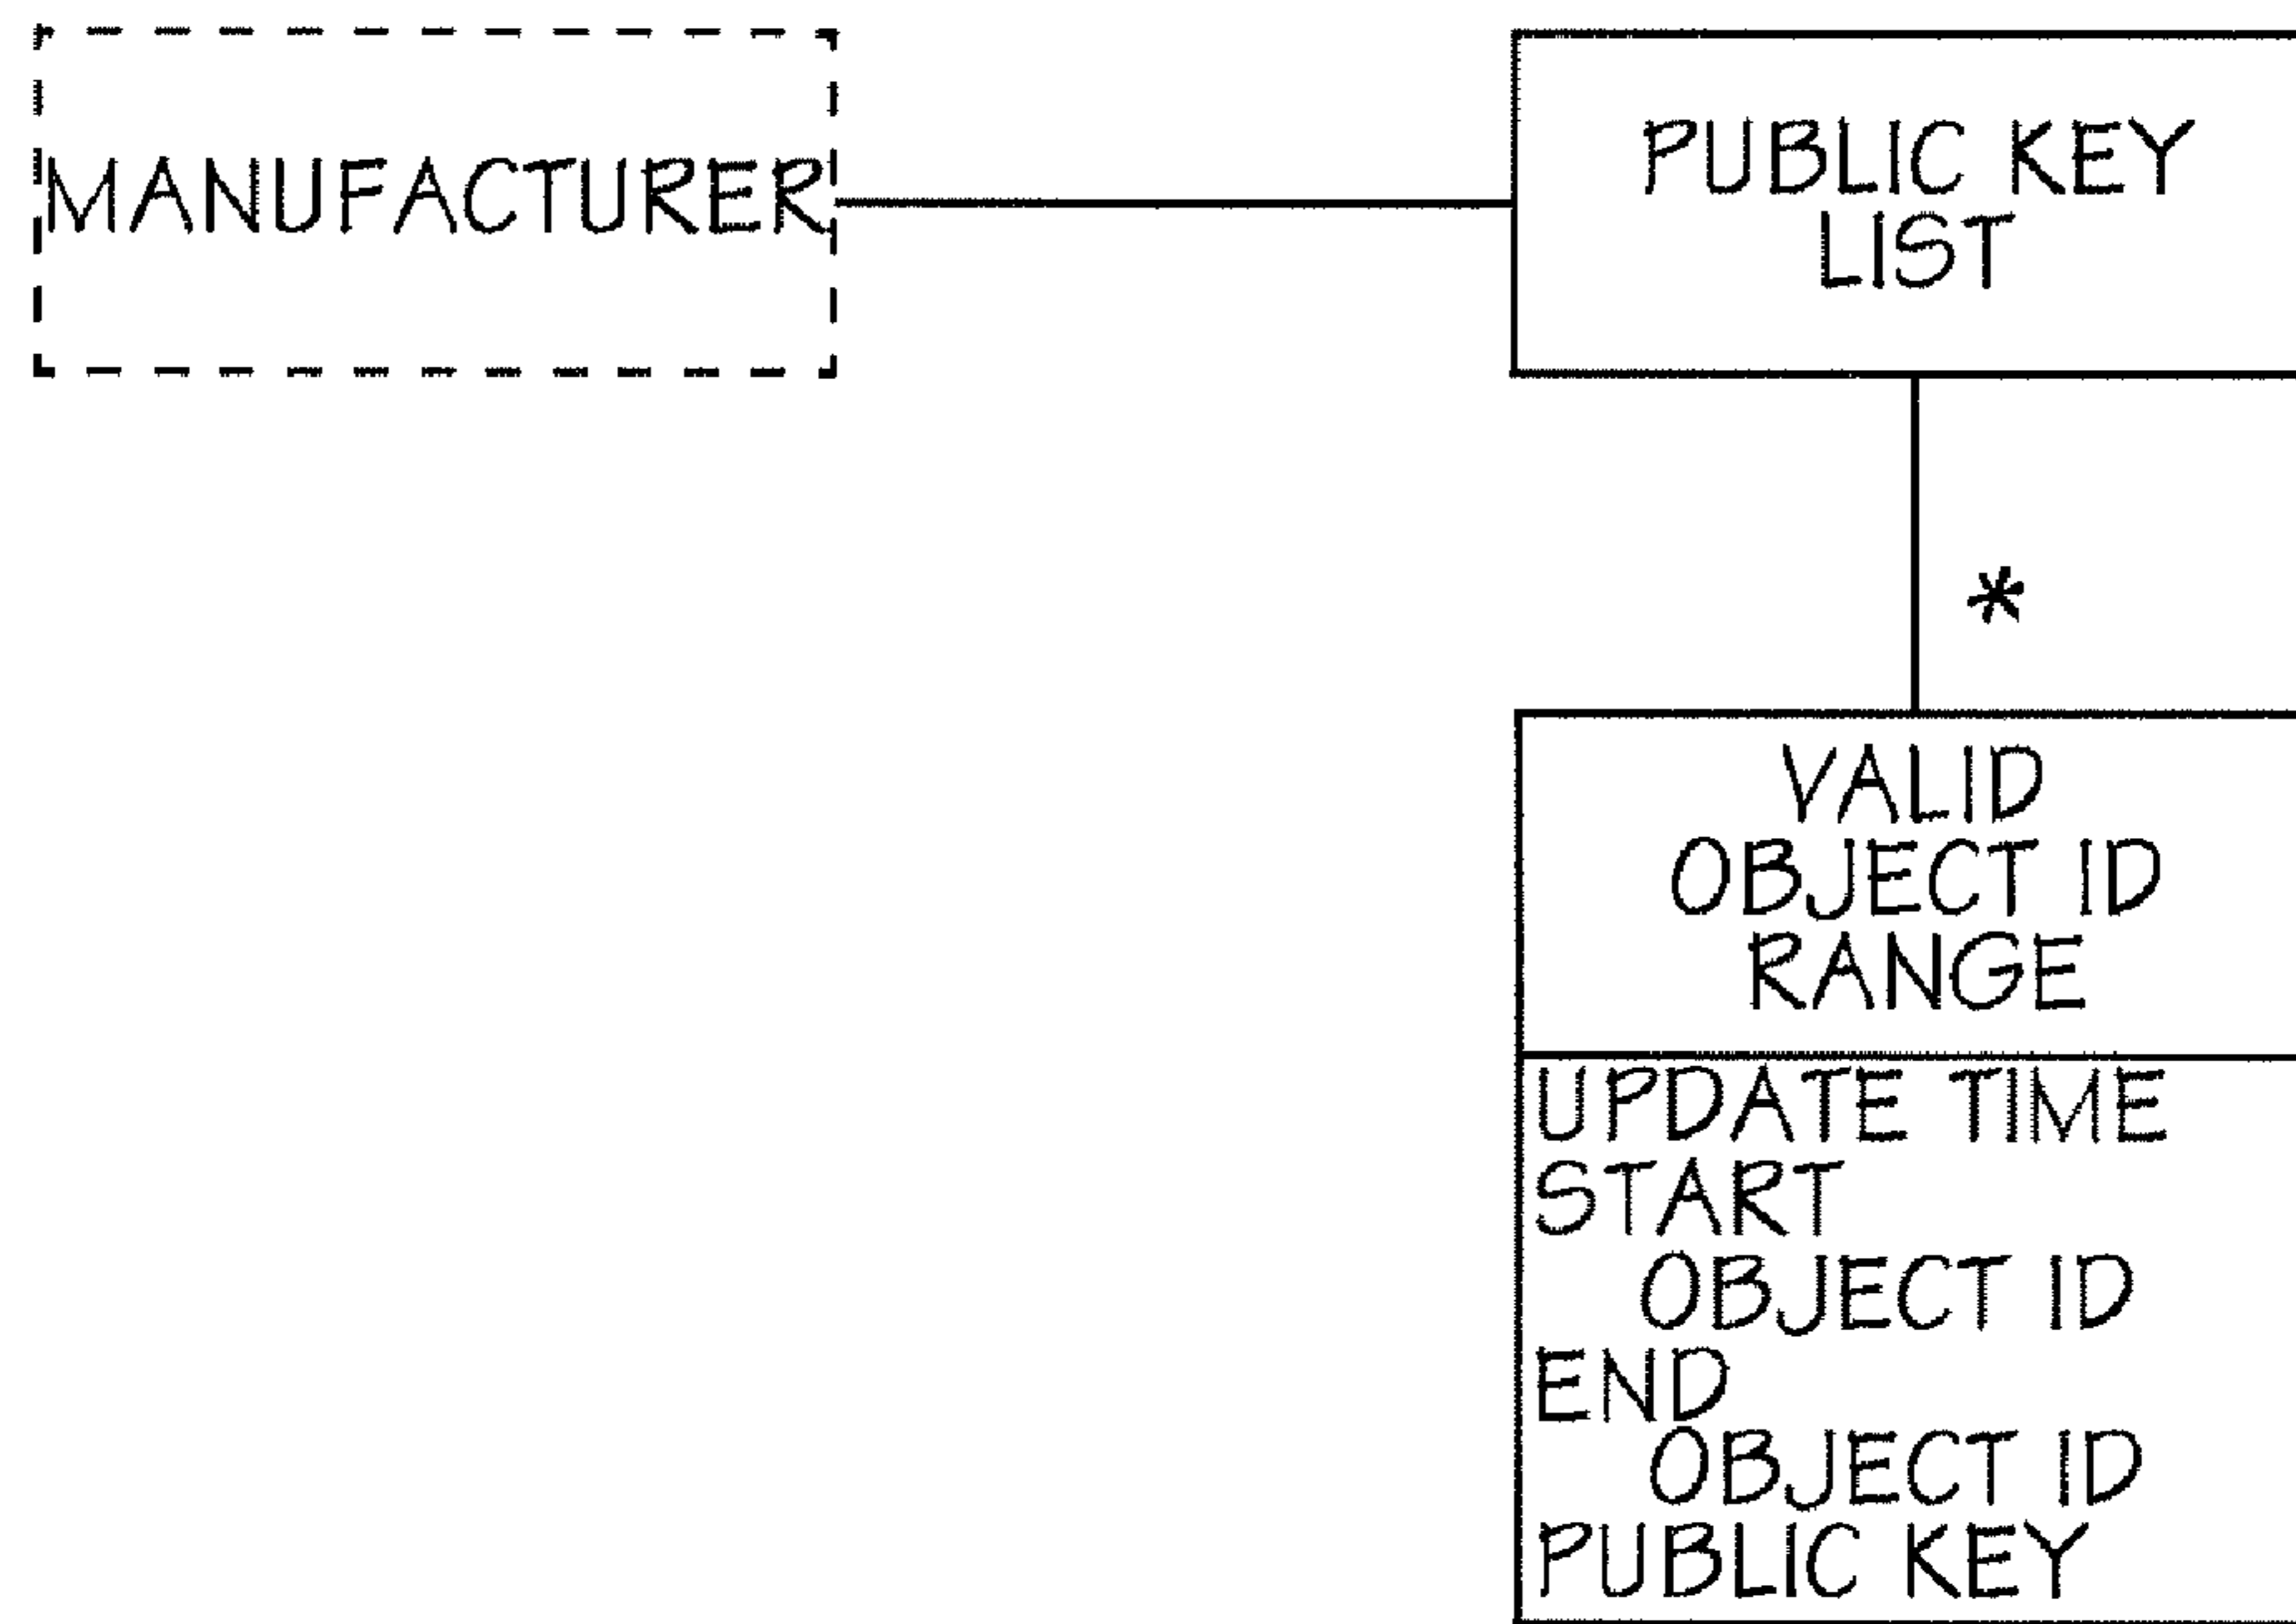 MANUFACTURER
PUBLIC KEY
LIST
*
VALID
OBJECT ID
RANGE
UPDATE TIME
START
OBJECT ID
END
OBJECT ID
PUBLIC KEY